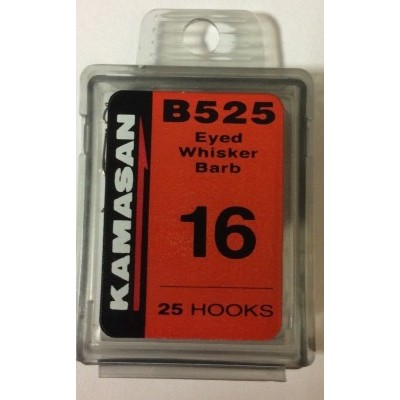 KAMASAN
B525
Eyed
Whisker
Barb
16
25 HOOKS